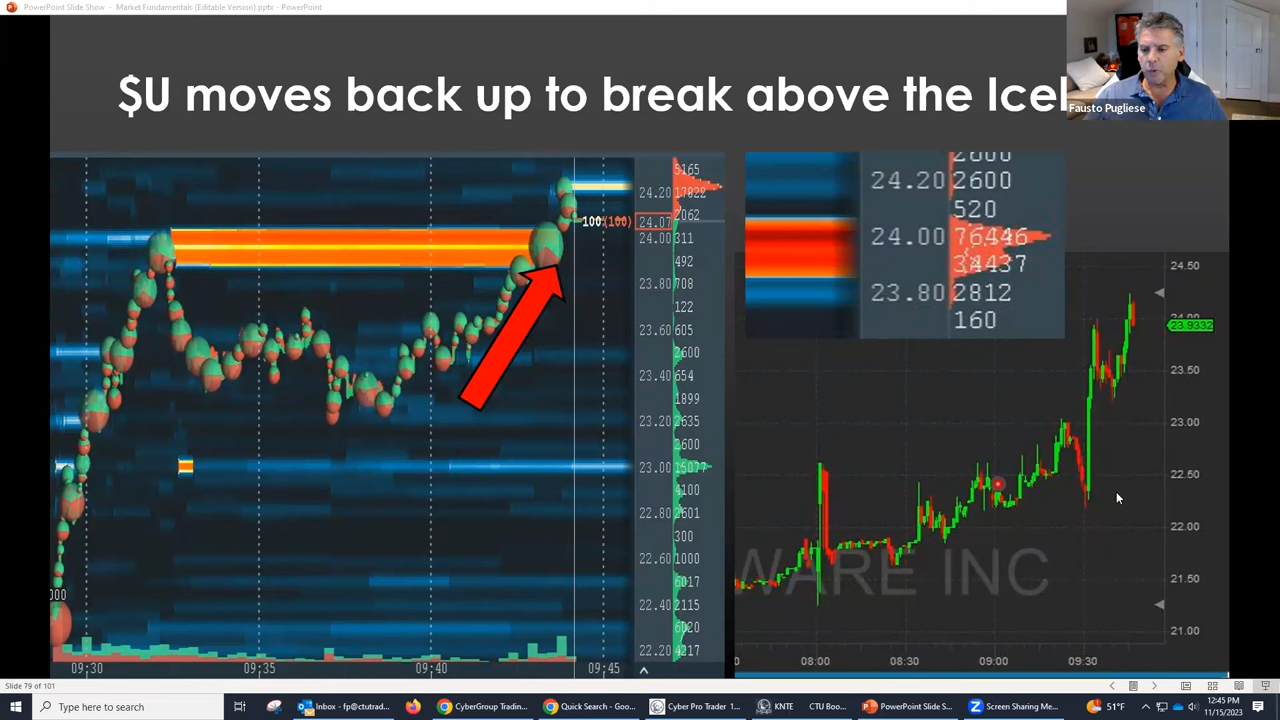 PowerPoint Slide Show - Market Fundamentals (Editable Version).pptx - PowerPoint
$U moves back up to break above the Icel
Fausto Pugliese
5165
24.20 17822
100 (100) 24.07 2062
24.00 311
492
23.80 708
122
23.60 605
2600
23.40 654
1899
23.20 2635
2600
23.00 15077
4100
22.80 2601
300
22.60 1000
6017
22.40 2115
6020
22.20 4217
000
09:30 09:35 09:40 09:45
2600
24.20 2600
520
24.00 76446
34437
23.80 2812
160
24.50
24.00
23.9332
23.50
23.00
22.50
22.00
21.50
21.00
WARE INC
0 08:00 08:30 09:00 09:30
Slide 79 of 101
Type here to search
Inbox - fp@ctutrad...
CyberGroup Tradin...
Quick Search - Goo...
Cyber Pro Trader 1...
KNTE
CTU Boo...
PowerPoint Slide S...
Screen Sharing Me...
51°F
12:45 PM
11/15/2023